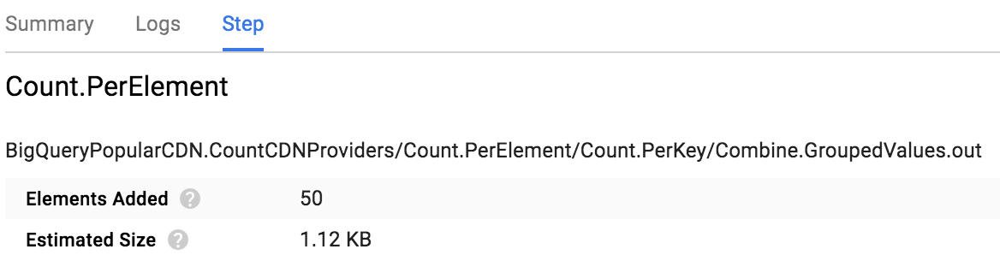 Summary Logs Step
Count.PerElement
BigQueryPopularCDN.CountCDNProviders/Count.PerElement/Count.PerKey/Combine.GroupedValues.out
Elements Added ? 50
Estimated Size ? 1.12 KB